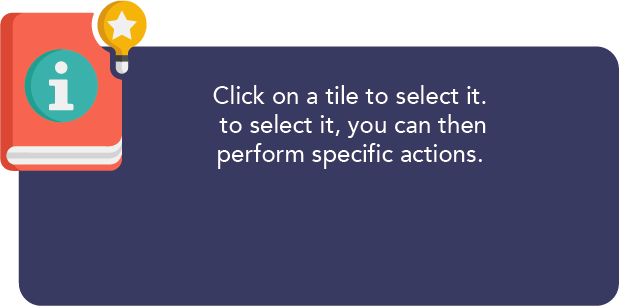 Click on a tile to select it.
to select it, you can then
perform specific actions.